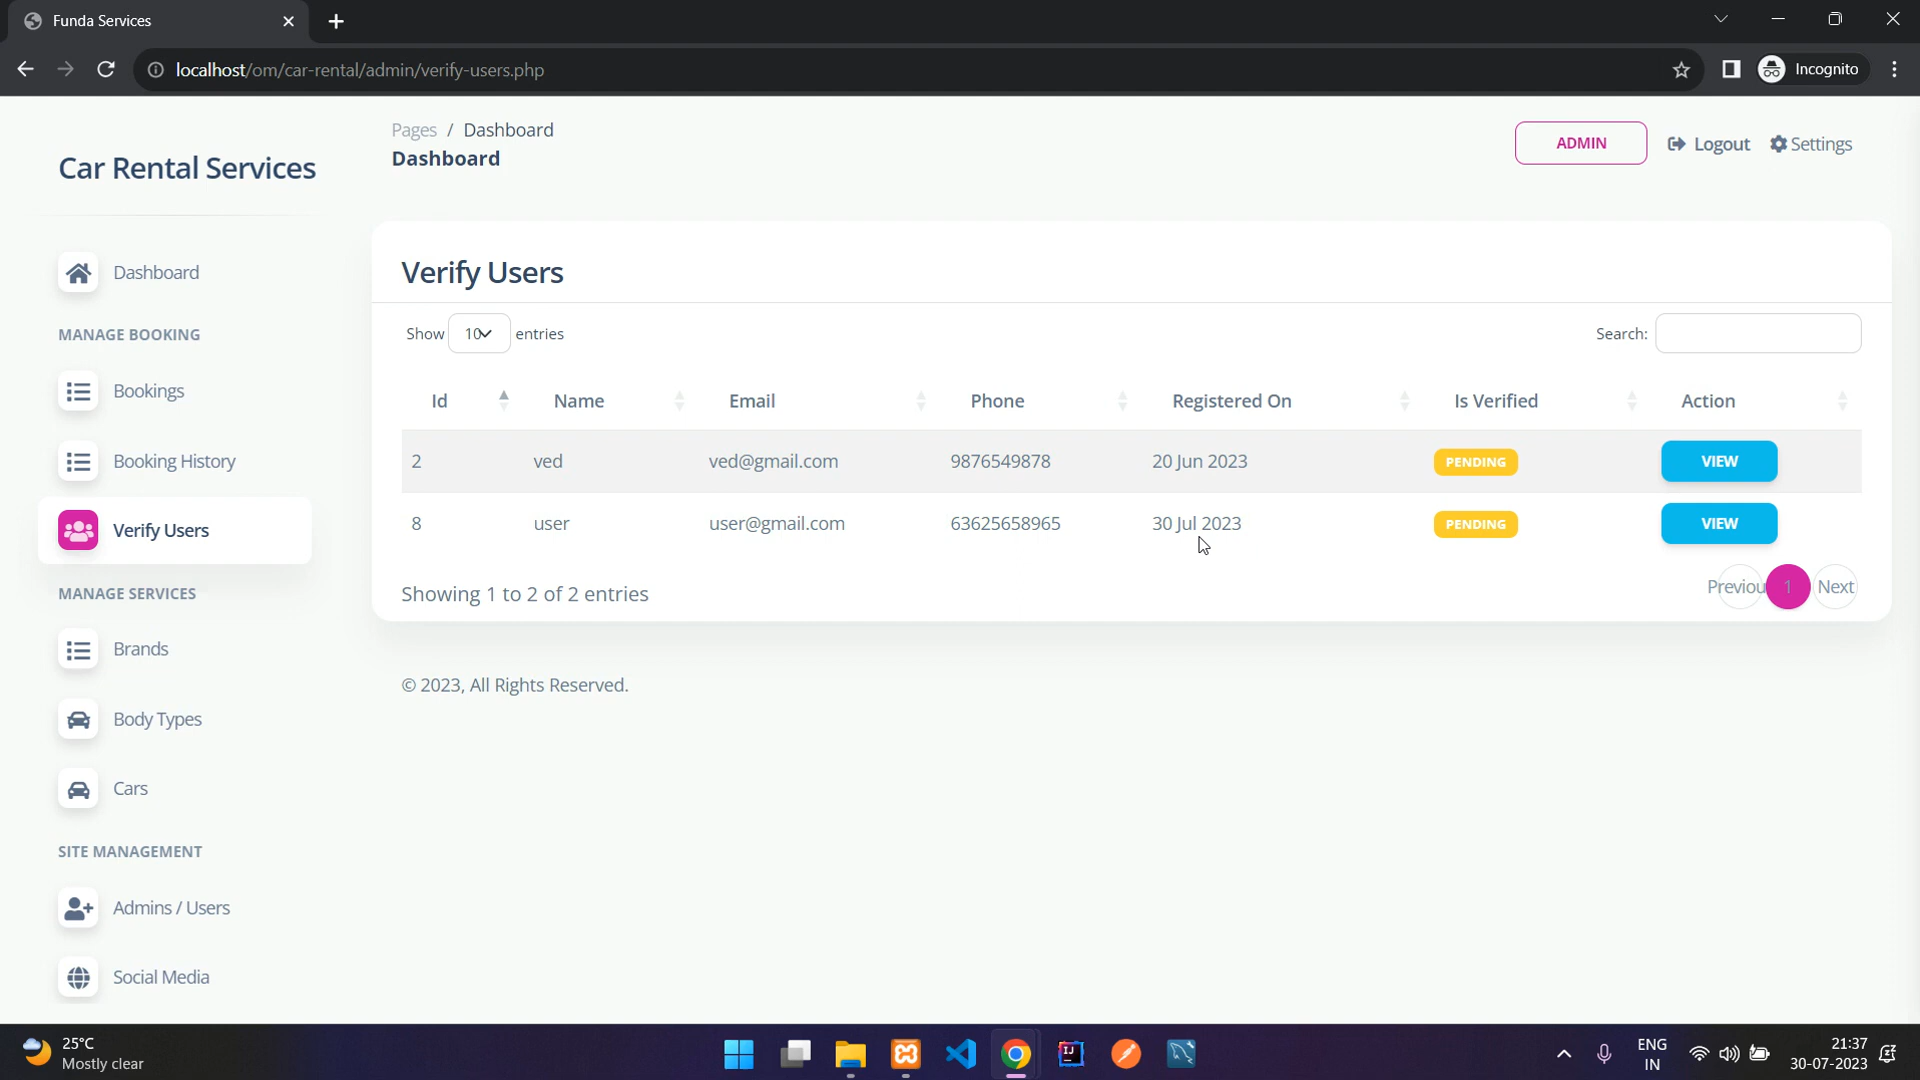 Funda Services
localhost/om/car-rental/admin/verify-users.php
Incognito
Car Rental Services
Pages / Dashboard
Dashboard
ADMIN
Logout
Settings
Dashboard
MANAGE BOOKING
Bookings
Booking History
Verify Users
MANAGE SERVICES
Brands
Body Types
Cars
SITE MANAGEMENT
Admins / Users
Social Media
Verify Users
Show 10 entries
Search:
Id Name Email Phone Registered On Is Verified Action
2 ved ved@gmail.com 9876549878 20 Jun 2023 PENDING VIEW
8 user user@gmail.com 63625658965 30 Jul 2023 PENDING VIEW
Showing 1 to 2 of 2 entries
Previou 1 Next
© 2023, All Rights Reserved.
25°C
Mostly clear
ENG
IN
21:37
30-07-2023